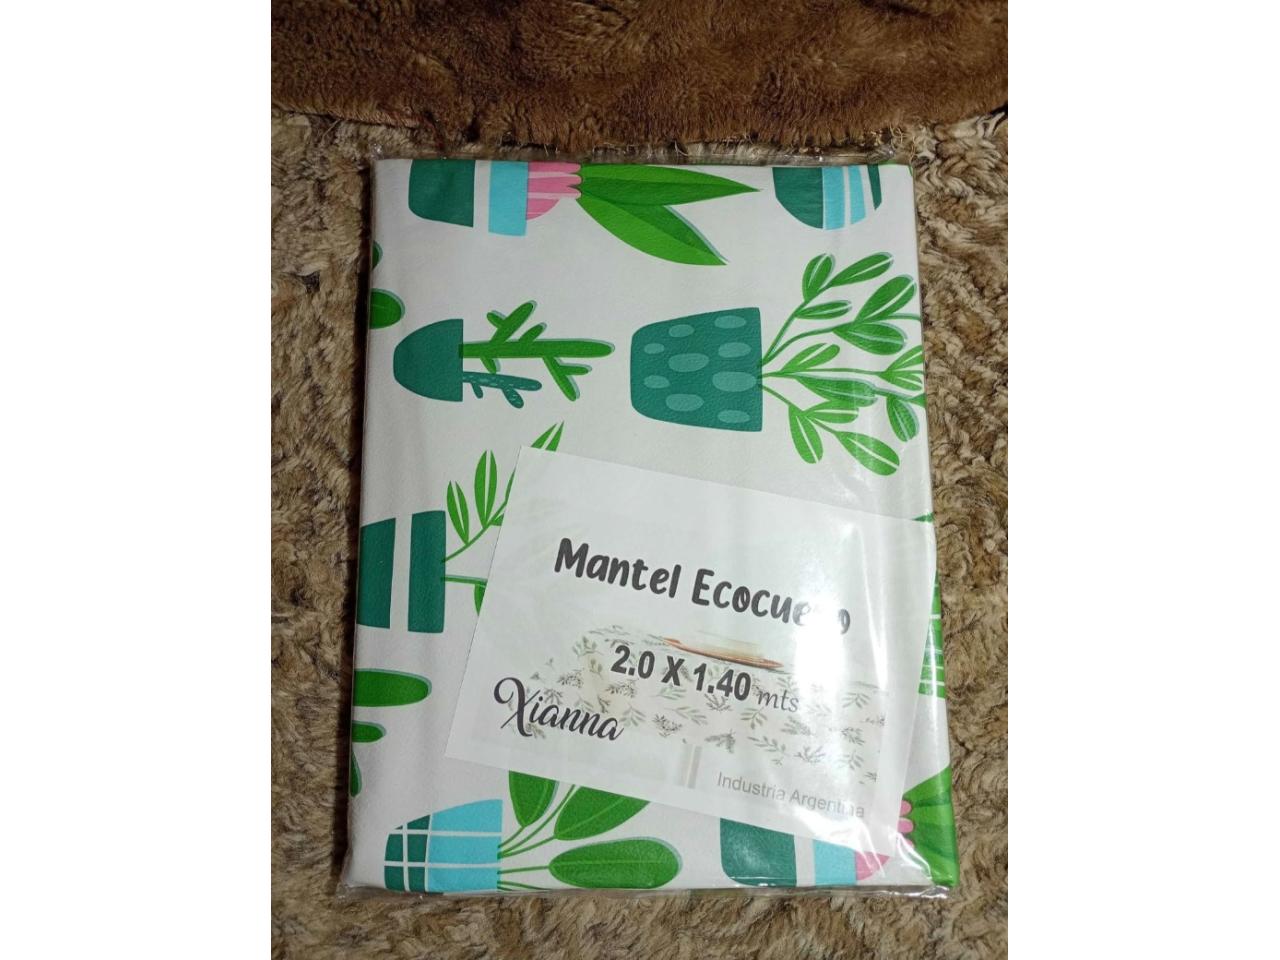 Mantel Ecocuero
2.0 X 1.40 mts
Xianna
Industria Argentina